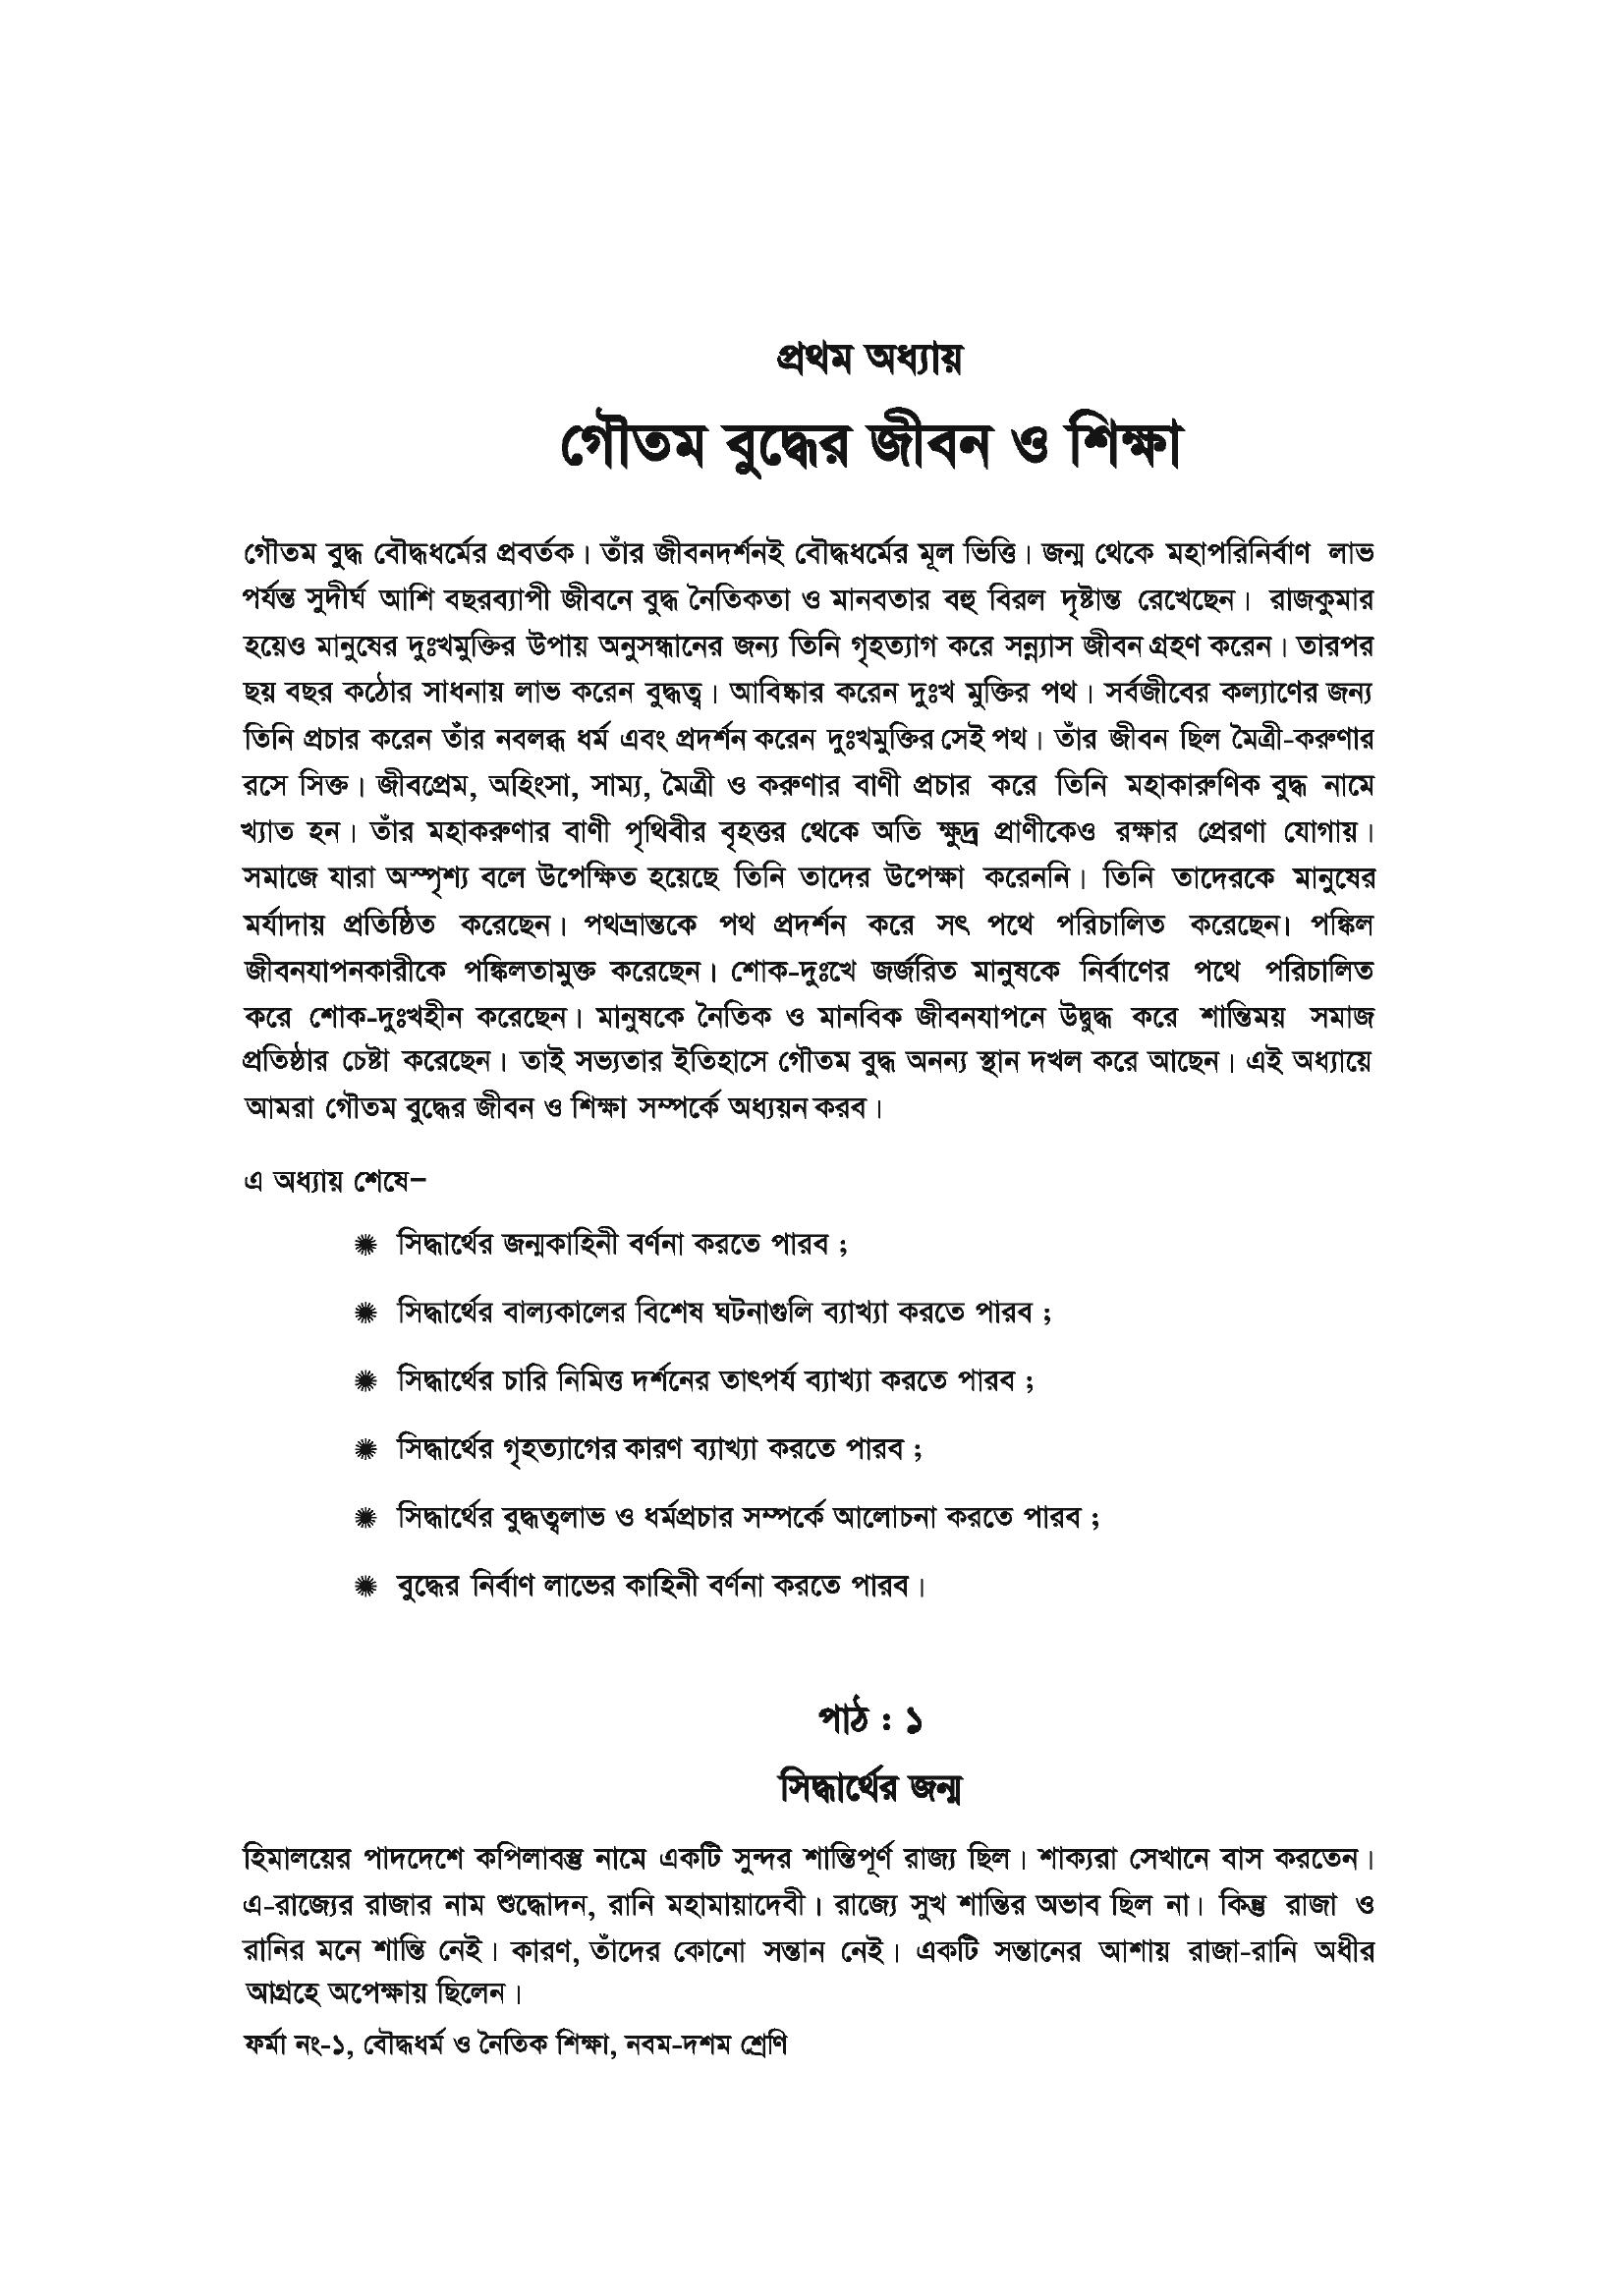 প্রথম অধ্যায়
গৌতম বুদ্ধের জীবন ও শিক্ষা
গৌতম বুদ্ধ বৌদ্ধধর্মের প্রবর্তক। তাঁর জীবনদর্শনই বৌদ্ধধর্মের মূল ভিত্তি। জন্ম থেকে মহাপরিনির্বাণ লাভ
পর্যন্ত সুদীর্ঘ আশি বছরব্যাপী জীবনে বুদ্ধ নৈতিকতা ও মানবতার বহু বিরল দৃষ্টান্ত রেখেছেন। রাজকুমার
হয়েও মানুষের দুঃখমুক্তির উপায় অনুসন্ধানের জন্য তিনি গৃহত্যাগ করে সন্ন্যাস জীবন গ্রহণ করেন। তারপর
ছয় বছর কঠোর সাধনায় লাভ করেন বুদ্ধত্ব। আবিষ্কার করেন দুঃখ মুক্তির পথ। সর্বজীবের কল্যাণের জন্য
তিনি প্রচার করেন তাঁর নবলব্ধ ধর্ম এবং প্রদর্শন করেন দুঃখমুক্তির সেই পথ। তাঁর জীবন ছিল মৈত্রী-করুণার
রসে সিক্ত। জীবপ্রেম, অহিংসা, সাম্য, মৈত্রী ও করুণার বাণী প্রচার করে তিনি মহাকারুণিক বুদ্ধ নামে
খ্যাত হন। তাঁর মহাকরুণার বাণী পৃথিবীর বৃহত্তর থেকে অতি ক্ষুদ্র প্রাণীকেও রক্ষার প্রেরণা যোগায়।
সমাজে যারা অস্পৃশ্য বলে উপেক্ষিত হয়েছে তিনি তাদের উপেক্ষা করেননি। তিনি তাদেরকে মানুষের
মর্যাদায় প্রতিষ্ঠিত করেছেন। পথভ্রান্তকে পথ প্রদর্শন করে সৎ পথে পরিচালিত করেছেন। পঙ্কিল
জীবনযাপনকারীকে পঙ্কিলতামুক্ত করেছেন। শোক-দুঃখে জর্জরিত মানুষকে নির্বাণের পথে পরিচালিত
করে শোক-দুঃখহীন করেছেন। মানুষকে নৈতিক ও মানবিক জীবনযাপনে উদ্বুদ্ধ করে শান্তিময় সমাজ
প্রতিষ্ঠার চেষ্টা করেছেন। তাই সভ্যতার ইতিহাসে গৌতম বুদ্ধ অনন্য স্থান দখল করে আছেন। এই অধ্যায়ে
আমরা গৌতম বুদ্ধের জীবন ও শিক্ষা সম্পর্কে অধ্যয়ন করব।
এ অধ্যায় শেষে–
✺ সিদ্ধার্থের জন্মকাহিনী বর্ণনা করতে পারব ;
✺ সিদ্ধার্থের বাল্যকালের বিশেষ ঘটনাগুলি ব্যাখ্যা করতে পারব ;
✺ সিদ্ধার্থের চারি নিমিত্ত দর্শনের তাৎপর্য ব্যাখ্যা করতে পারব ;
✺ সিদ্ধার্থের গৃহত্যাগের কারণ ব্যাখ্যা করতে পারব ;
✺ সিদ্ধার্থের বুদ্ধত্বলাভ ও ধর্মপ্রচার সম্পর্কে আলোচনা করতে পারব ;
✺ বুদ্ধের নির্বাণ লাভের কাহিনী বর্ণনা করতে পারব।
পাঠ : ১
সিদ্ধার্থের জন্ম
হিমালয়ের পাদদেশে কপিলাবস্তু নামে একটি সুন্দর শান্তিপূর্ণ রাজ্য ছিল। শাক্যরা সেখানে বাস করতেন।
এ-রাজ্যের রাজার নাম শুদ্ধোদন, রানি মহামায়াদেবী। রাজ্যে সুখ শান্তির অভাব ছিল না। কিন্তু রাজা ও
রানির মনে শান্তি নেই। কারণ, তাঁদের কোনো সন্তান নেই। একটি সন্তানের আশায় রাজা-রানি অধীর
আগ্রহে অপেক্ষায় ছিলেন।
ফর্মা নং-১, বৌদ্ধধর্ম ও নৈতিক শিক্ষা, নবম-দশম শ্রেণি